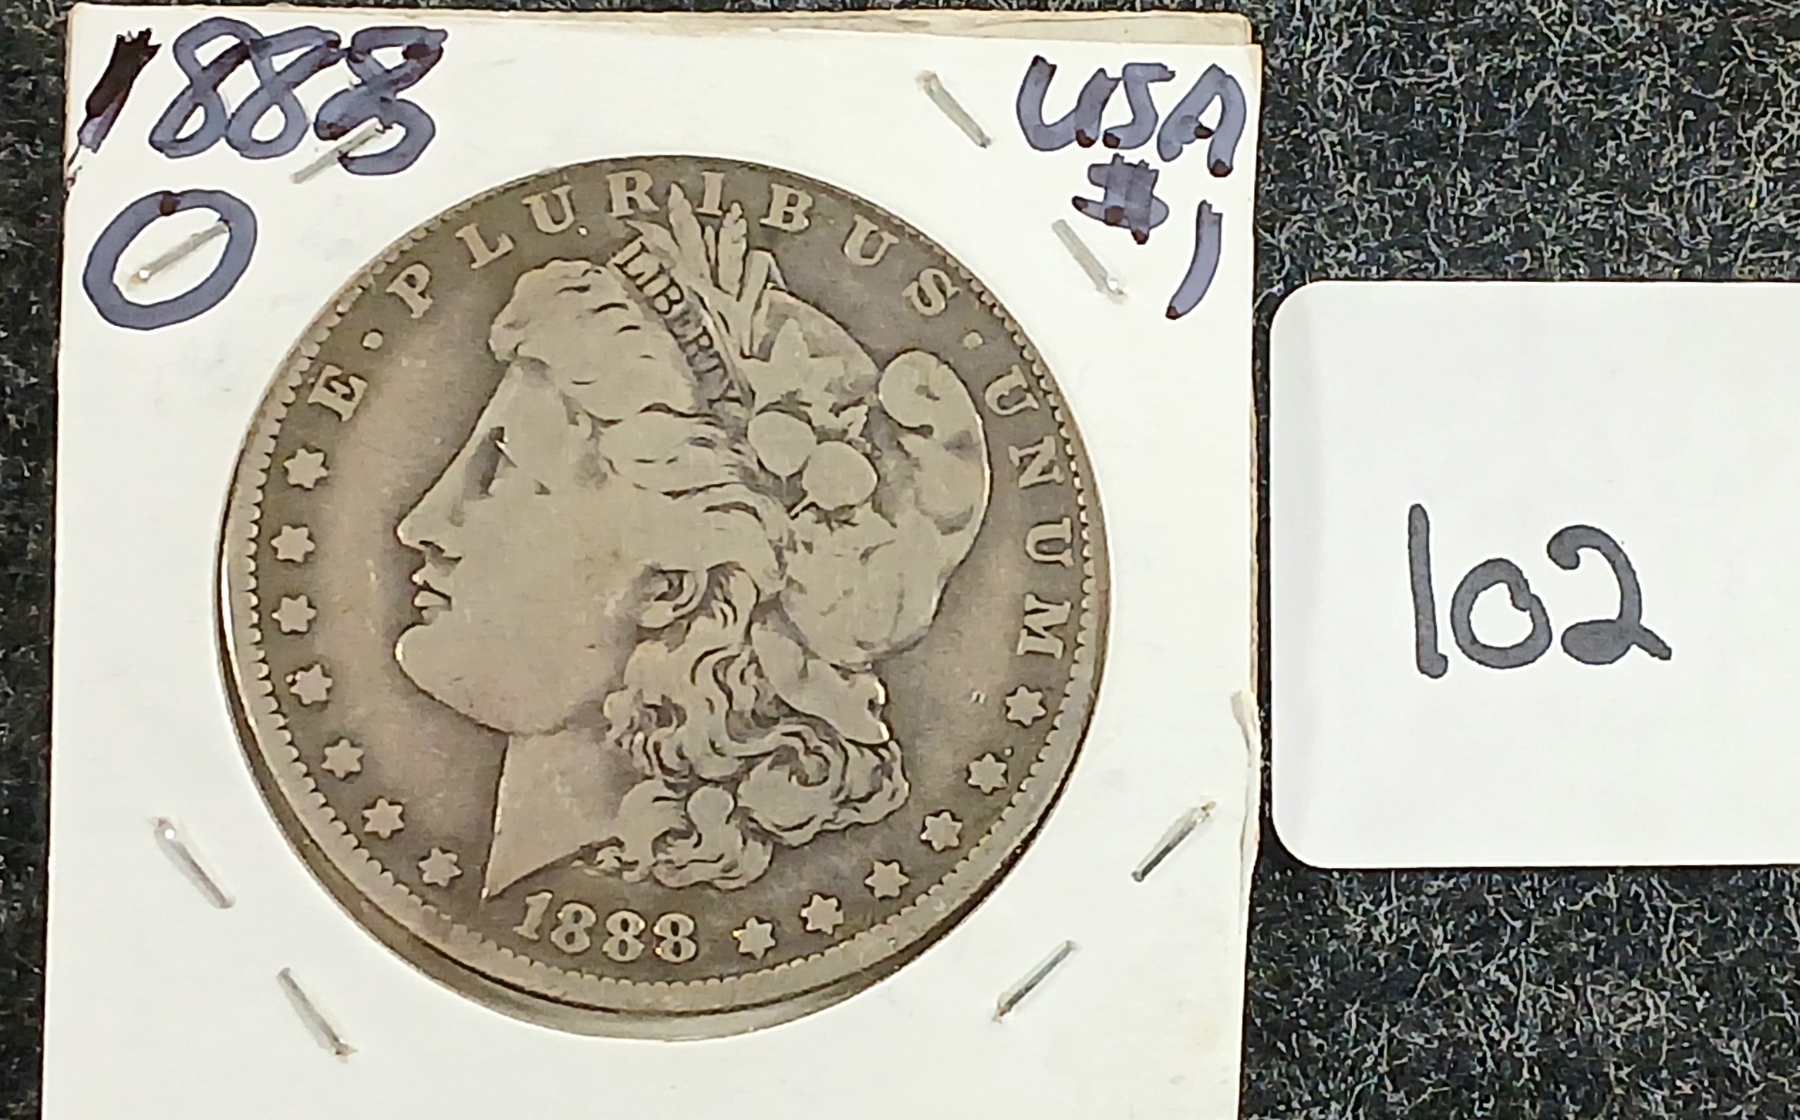 1888
O
USA
#1
E · PLURIBUS · UNUM
LIBERTY
1888
102